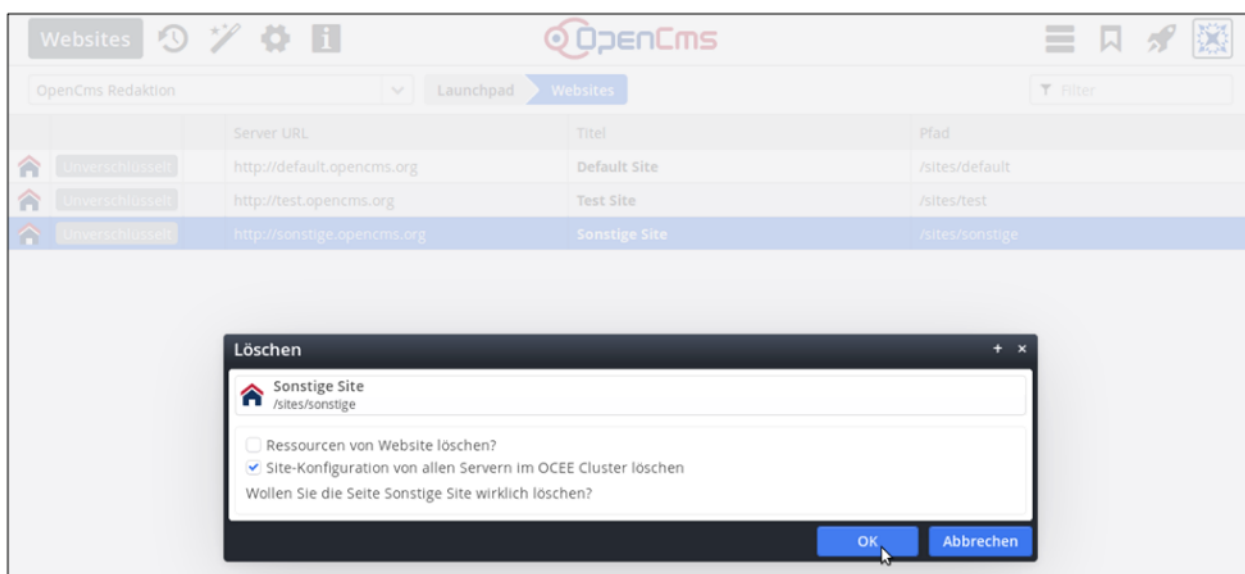 Websites
OpenCms
OpenCms Redaktion
Launchpad
Websites
Filter
Server URL Titel Pfad
Unverschlüsselt http://default.opencms.org Default Site /sites/default
Unverschlüsselt http://test.opencms.org Test Site /sites/test
Unverschlüsselt http://sonstige.opencms.org Sonstige Site /sites/sonstige
Löschen
Sonstige Site
/sites/sonstige
Ressourcen von Website löschen?
Site-Konfiguration von allen Servern im OCEE Cluster löschen
Wollen Sie die Seite Sonstige Site wirklich löschen?
OK Abbrechen